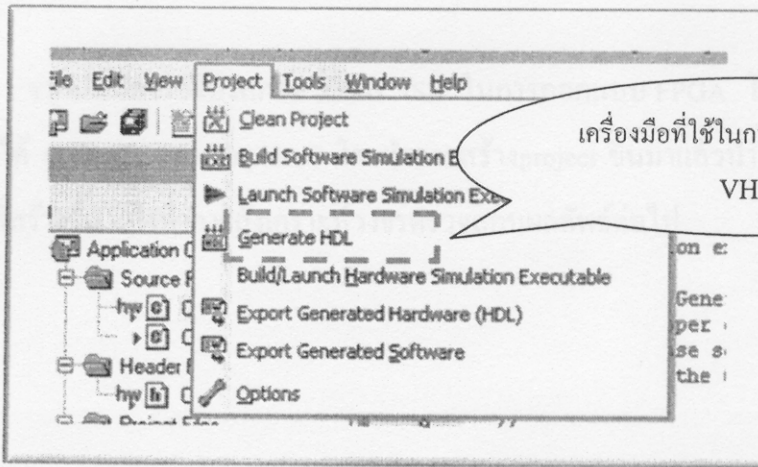 File Edit View Project Tools Window Help
Clean Project
Build Software Simulation E
Launch Software Simulation Exe
Generate HDL
Build/Launch Hardware Simulation Executable
Export Generated Hardware (HDL)
Export Generated Software
Options
เครื่องมือที่ใช้ในก
VH
Application
Source F
hw
Header
hw
on e
Gene
per
se s
the